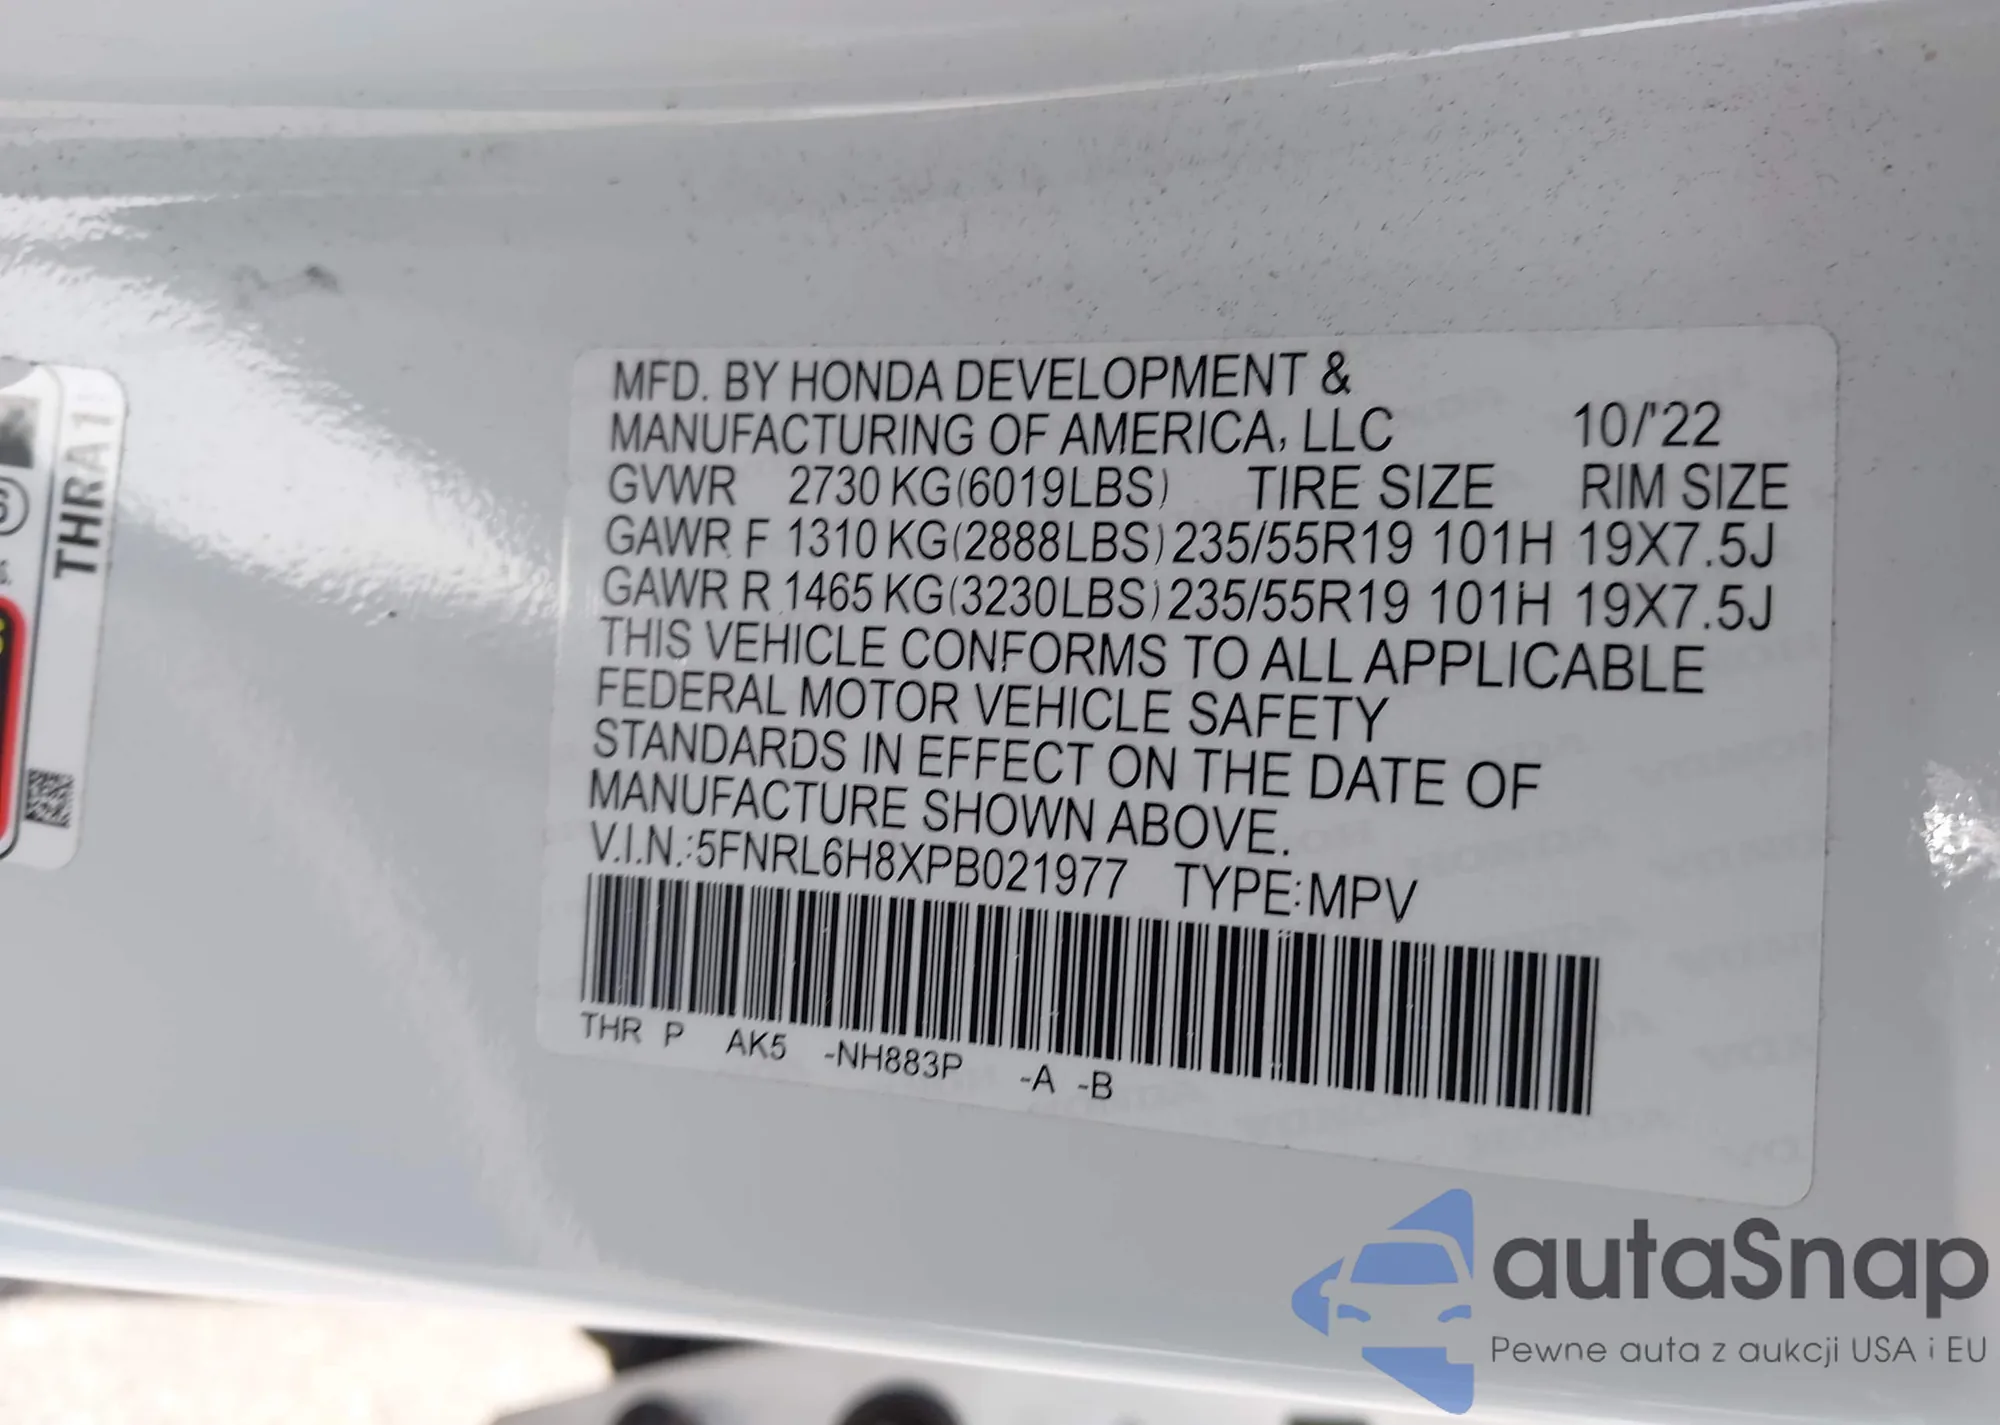 MFD. BY HONDA DEVELOPMENT &
MANUFACTURING OF AMERICA, LLC 10/'22
GVWR 2730 KG(6019LBS) TIRE SIZE RIM SIZE
GAWR F 1310 KG(2888LBS) 235/55R19 101H 19X7.5J
GAWR R 1465 KG(3230LBS) 235/55R19 101H 19X7.5J
THIS VEHICLE CONFORMS TO ALL APPLICABLE
FEDERAL MOTOR VEHICLE SAFETY
STANDARDS IN EFFECT ON THE DATE OF
MANUFACTURE SHOWN ABOVE.
V.I.N.:5FNRL6H8XPB021977 TYPE:MPV
THR P AK5 -NH883P -A -B
THRA1
autaSnap
Pewne auta z aukcji USA i EU